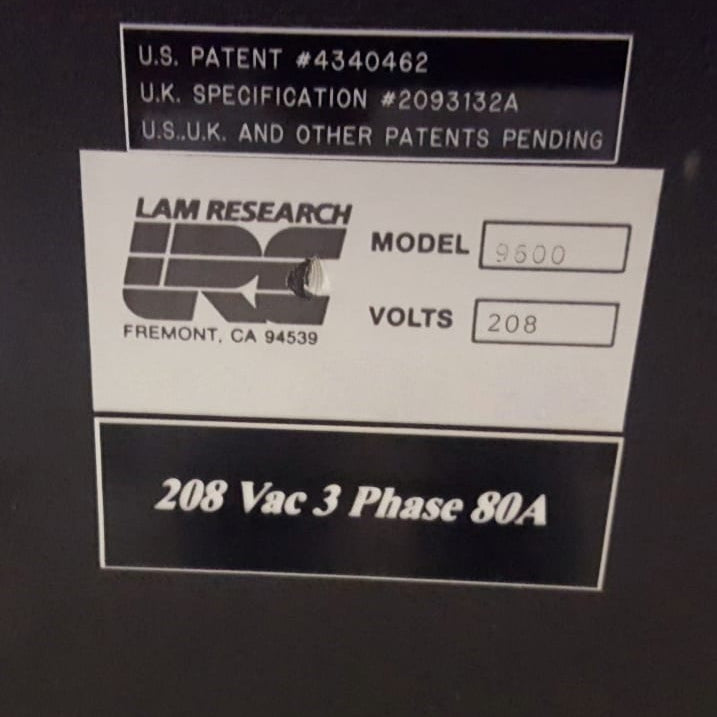 U.S. PATENT #4340462
U.K. SPECIFICATION #2093132A
U.S.,U.K. AND OTHER PATENTS PENDING
LAM RESEARCH
LRC
FREMONT, CA 94539
MODEL 9600
VOLTS 208
208 Vac 3 Phase 80A